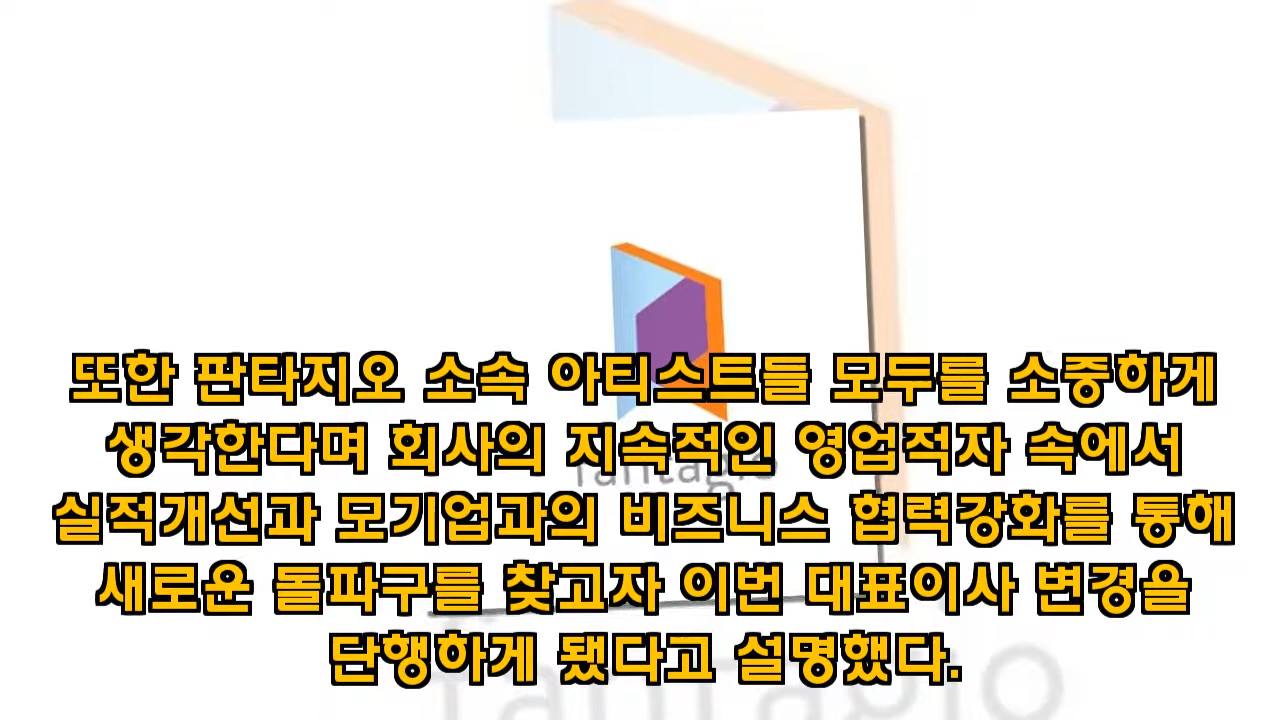 또한 판타지오 소속 아티스트들 모두를 소중하게
생각한다며 회사의 지속적인 영업적자 속에서
fantagio
실적개선과 모기업과의 비즈니스 협력강화를 통해
새로운 돌파구를 찾고자 이번 대표이사 변경을
단행하게 됐다고 설명했다.
fantagio